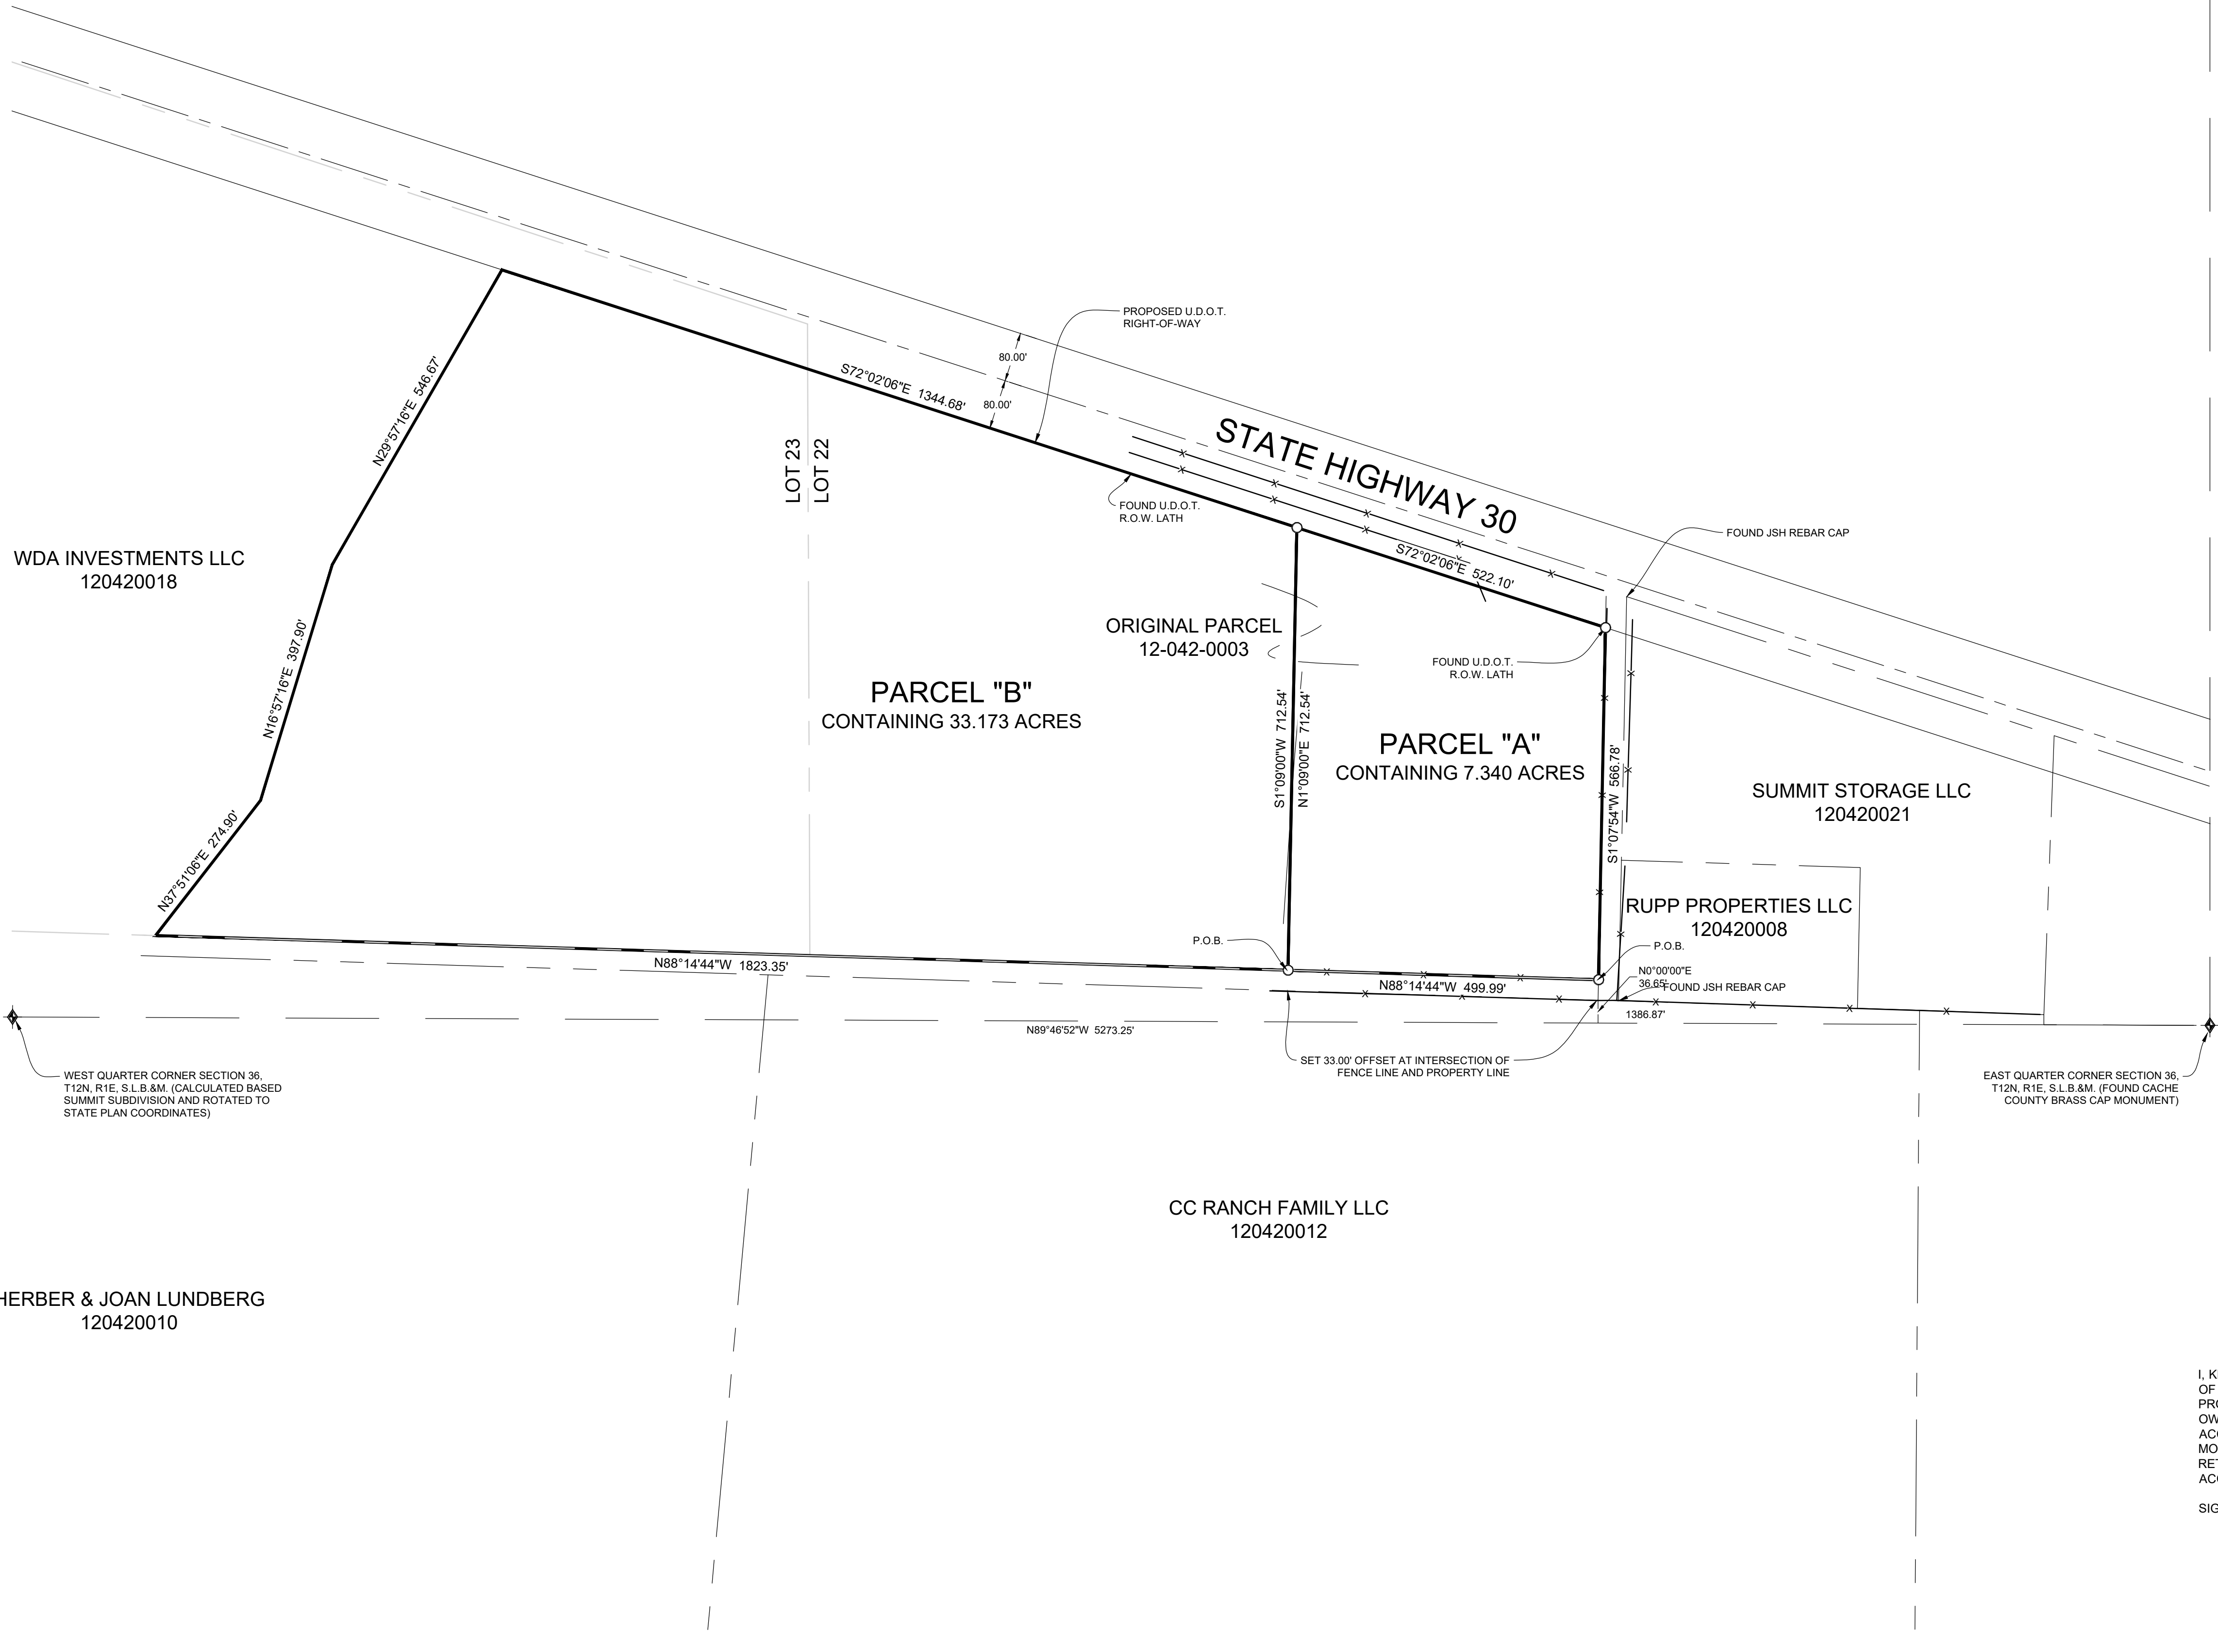 PROPOSED U.D.O.T.
RIGHT-OF-WAY
80.00'
80.00'
S72°02'06"E 1344.68'
N29°57'16"E 546.67'
LOT 23
LOT 22
STATE HIGHWAY 30
FOUND U.D.O.T.
R.O.W. LATH
FOUND JSH REBAR CAP
S72°02'06"E 522.10'
WDA INVESTMENTS LLC
120420018
ORIGINAL PARCEL
12-042-0003
FOUND U.D.O.T.
R.O.W. LATH
N16°57'16"E 397.90'
PARCEL "B"
CONTAINING 33.173 ACRES
S1°09'00"W 712.54'
N1°09'00"E 712.54'
PARCEL "A"
CONTAINING 7.340 ACRES
S1°07'54"W 566.78'
SUMMIT STORAGE LLC
120420021
N37°51'06"E 274.90'
RUPP PROPERTIES LLC
120420008
P.O.B.
P.O.B.
N88°14'44"W 1823.35'
N0°00'00"E
36.65'
FOUND JSH REBAR CAP
N88°14'44"W 499.99'
1386.87'
N89°46'52"W 5273.25'
SET 33.00' OFFSET AT INTERSECTION OF
FENCE LINE AND PROPERTY LINE
WEST QUARTER CORNER SECTION 36,
T12N, R1E, S.L.B.&M. (CALCULATED BASED
SUMMIT SUBDIVISION AND ROTATED TO
STATE PLAN COORDINATES)
EAST QUARTER CORNER SECTION 36,
T12N, R1E, S.L.B.&M. (FOUND CACHE
COUNTY BRASS CAP MONUMENT)
CC RANCH FAMILY LLC
120420012
HERBER & JOAN LUNDBERG
120420010
I, K
OF
PRO
OW
ACC
MO
RET
ACC
SIG